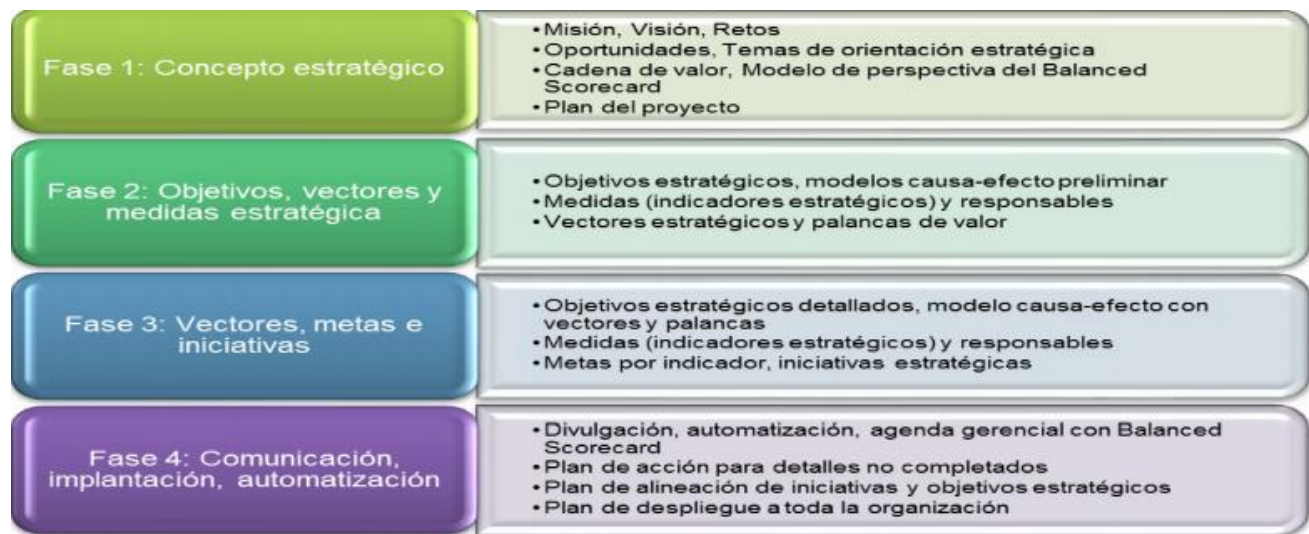 Fase 1: Concepto estratégico
•Misión, Visión, Retos
•Oportunidades, Temas de orientación estratégica
•Cadena de valor, Modelo de perspectiva del Balanced
Scorecard
•Plan del proyecto
Fase 2: Objetivos, vectores y
medidas estratégica
•Objetivos estratégicos, modelos causa-efecto preliminar
•Medidas (indicadores estratégicos) y responsables
•Vectores estratégicos y palancas de valor
Fase 3: Vectores, metas e
iniciativas
•Objetivos estratégicos detallados, modelo causa-efecto con
vectores y palancas
•Medidas (indicadores estratégicos) y responsables
•Metas por indicador, iniciativas estratégicas
Fase 4: Comunicación,
implantación, automatización
•Divulgación, automatización, agenda gerencial con Balanced
Scorecard
•Plan de acción para detalles no completados
•Plan de alineación de iniciativas y objetivos estratégicos
•Plan de despliegue a toda la organización